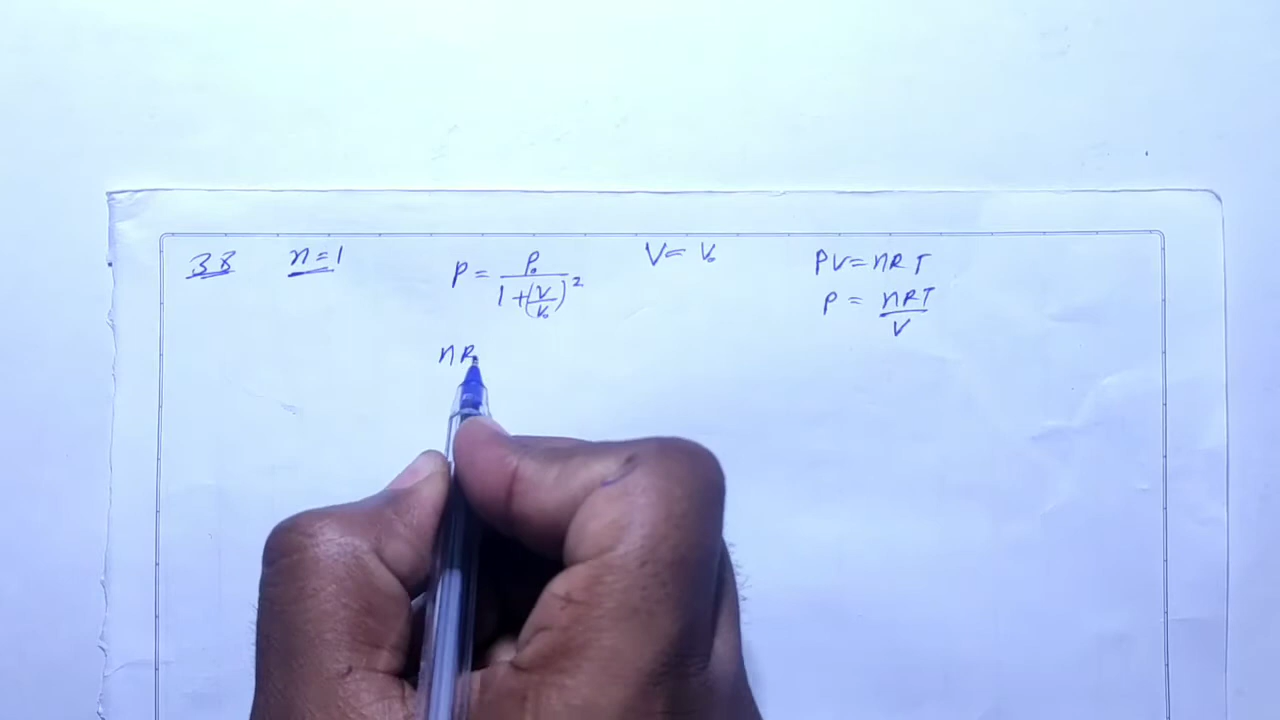 38 n=1 P = P₀ / 1+(V/V₀)² V= V₀ PV=nRT
P = nRT / V
nR